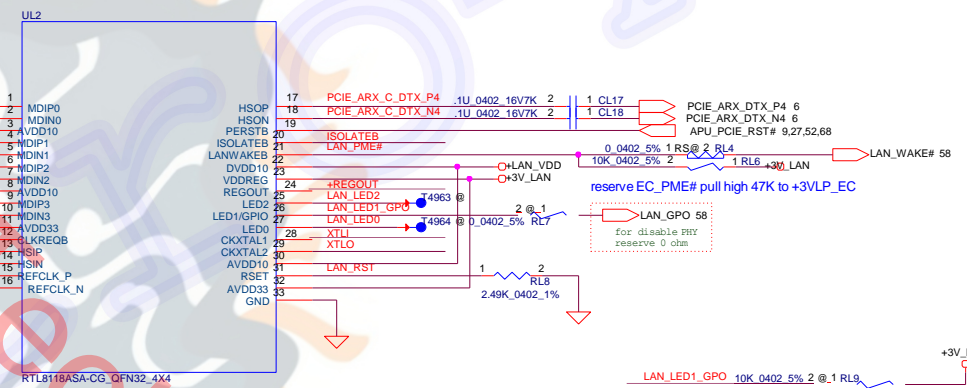 UL2
1 MDIP0
2 MDIN0
3 AVDD10
4 MDIP1
5 MDIN1
6 MDIP2
7 MDIN2
8 AVDD10
9 MDIP3
10 MDIN3
11 AVDD33
12 CLKREQB
13 HSIP
14 HSIN
15 REFCLK_P
16 REFCLK_N
HSOP 17 PCIE_ARX_C_DTX_P4 .1U_0402_16V7K 2 1 CL17 PCIE_ARX_DTX_P4 6
HSON 18 PCIE_ARX_C_DTX_N4 .1U_0402_16V7K 2 1 CL18 PCIE_ARX_DTX_N4 6
PERSTB 19 APU_PCIE_RST# 9,27,52,68
ISOLATEB 20 ISOLATEB
LANWAKEB 21 LAN_PME# 0_0402_5% 1 RS@ 2 RL4 LAN_WAKE# 58
DVDD10 22 +LAN_VDD 10K_0402_5% 2 1 RL6 +3V_LAN
VDDREG 23 +3V_LAN
REGOUT 24 +REGOUT
reserve EC_PME# pull high 47K to +3VLP_EC
LED2 25 LAN_LED2 T4963 @
LED1/GPIO 26 LAN_LED1_GPO 2 @ 1 LAN_GPO 58
LED0 27 LAN_LED0 T4964 @ 0_0402_5% RL7
for disable PHY
reserve 0 ohm
CKXTAL1 28 XTLI
CKXTAL2 29 XTLO
AVDD10 30
RSET 31 LAN_RST 1 2
RL8
2.49K_0402_1%
AVDD33 32
GND 33
+3V_
RTL8118ASA-CG_QFN32_4X4
LAN_LED1_GPO 10K_0402_5% 2 @ 1 RL9